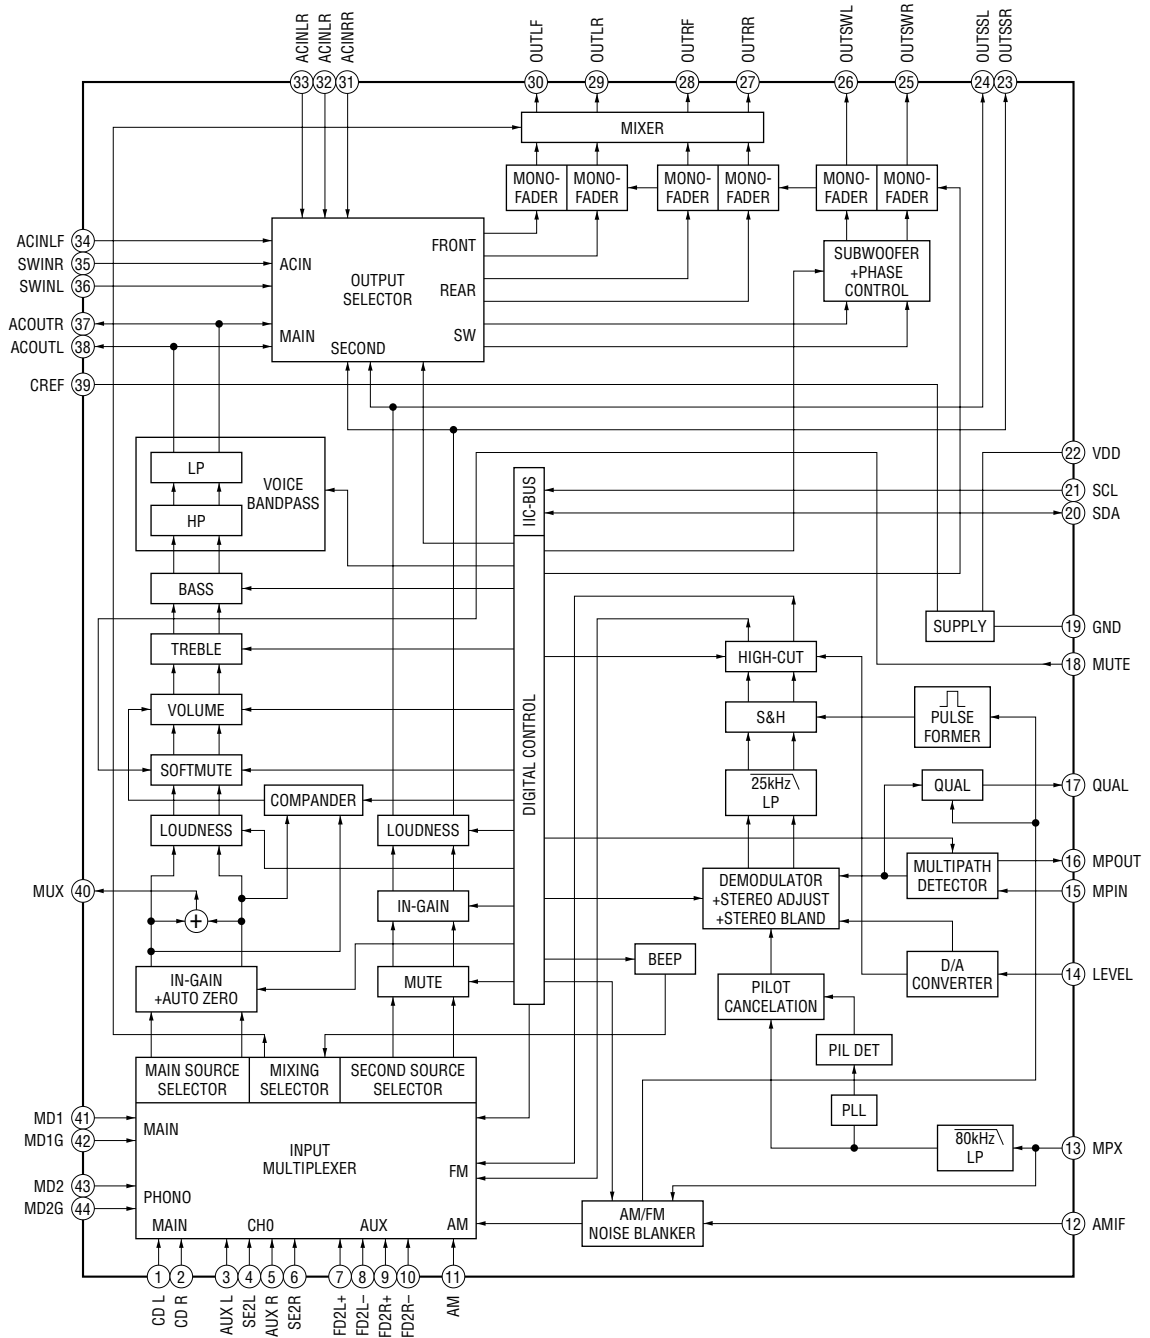 ACINLR
ACINLR
ACINRR
OUTLF
OUTLR
OUTRF
OUTRR
OUTSWL
OUTSWR
OUTSSL
OUTSSR
33
32
31
30
29
28
27
26
25
24
23
MIXER
MONO-
FADER
MONO-
FADER
MONO-
FADER
MONO-
FADER
MONO-
FADER
MONO-
FADER
ACINLF 34
SWINR 35
SWINL 36
ACOUTR 37
ACOUTL 38
CREF 39
ACIN
MAIN
SECOND
OUTPUT
SELECTOR
FRONT
REAR
SW
SUBWOOFER
+PHASE
CONTROL
LP
HP
VOICE
BANDPASS
IIC-BUS
DIGITAL CONTROL
22 VDD
21 SCL
20 SDA
19 GND
18 MUTE
BASS
TREBLE
VOLUME
SOFTMUTE
COMPANDER
LOUDNESS
LOUDNESS
SUPPLY
HIGH-CUT
S&H
PULSE
FORMER
25kHz
LP
QUAL
17 QUAL
MULTIPATH
DETECTOR
16 MPOUT
15 MPIN
MUX 40
+
IN-GAIN
DEMODULATOR
+STEREO ADJUST
+STEREO BLAND
IN-GAIN
+AUTO ZERO
MUTE
BEEP
PILOT
CANCELATION
D/A
CONVERTER
14 LEVEL
PIL DET
PLL
80kHz
LP
13 MPX
MAIN SOURCE
SELECTOR
MIXING
SELECTOR
SECOND SOURCE
SELECTOR
MD1 41
MD1G 42
MD2 43
MD2G 44
MAIN
PHONO
INPUT
MULTIPLEXER
FM
MAIN
CH0
AUX
AM
AM/FM
NOISE BLANKER
12 AMIF
1
2
3
4
5
6
7
8
9
10
11
CD L
CD R
AUX L
SE2L
AUX R
SE2R
FD2L+
FD2L−
FD2R+
FD2R−
AM